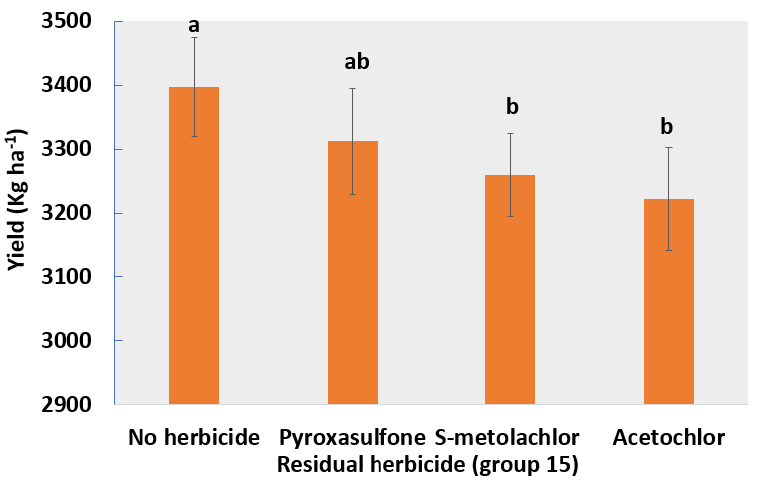 3500
a
3400
ab
3300
b
b
3200
3100
3000
2900
Yield (Kg ha-1)
No herbicide Pyroxasulfone S-metolachlor Acetochlor
Residual herbicide (group 15)